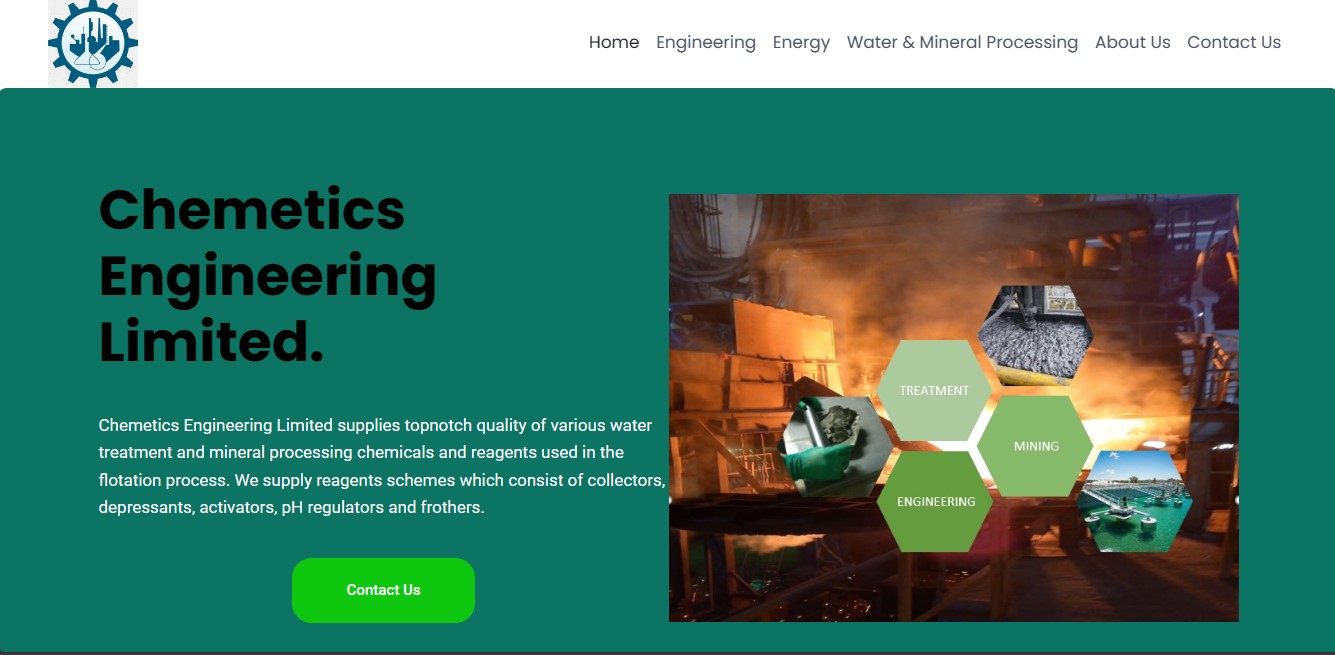 Home Engineering Energy Water & Mineral Processing About Us Contact Us
Chemetics
Engineering
Limited.
Chemetics Engineering Limited supplies topnotch quality of various water
treatment and mineral processing chemicals and reagents used in the
flotation process. We supply reagents schemes which consist of collectors,
depressants, activators, pH regulators and frothers.
Contact Us
TREATMENT
MINING
ENGINEERING